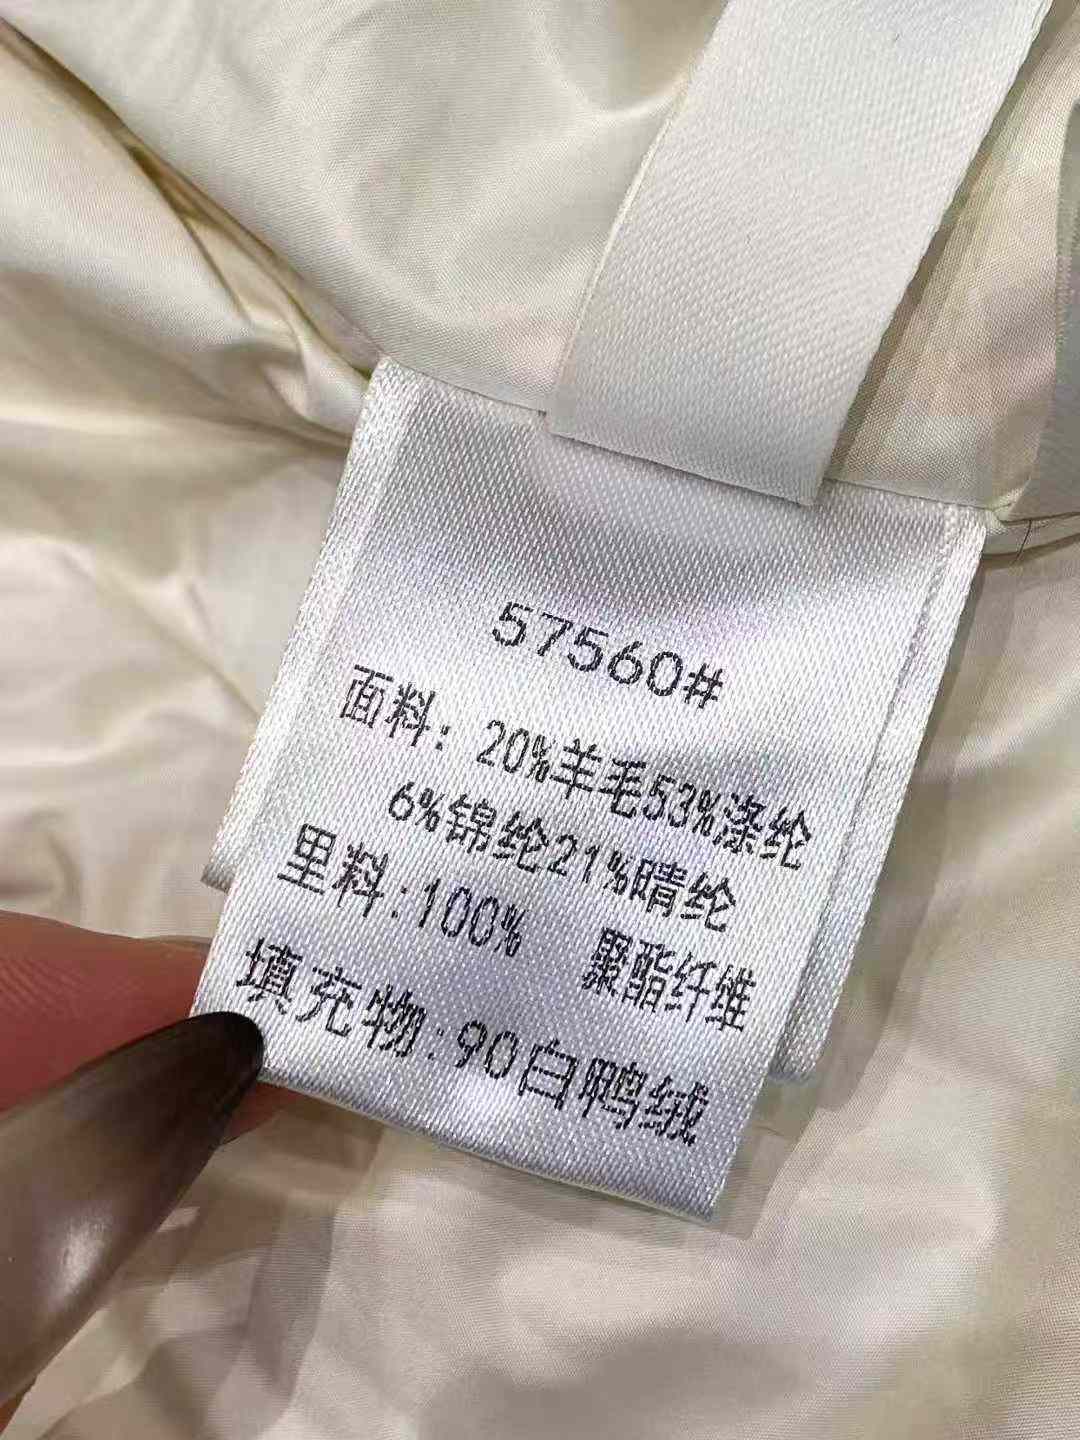 57560#
面料: 20%羊毛53%涤纶
6%锦纶21%晴纶
里料:100% 聚酯纤维
填充物:90白鸭绒